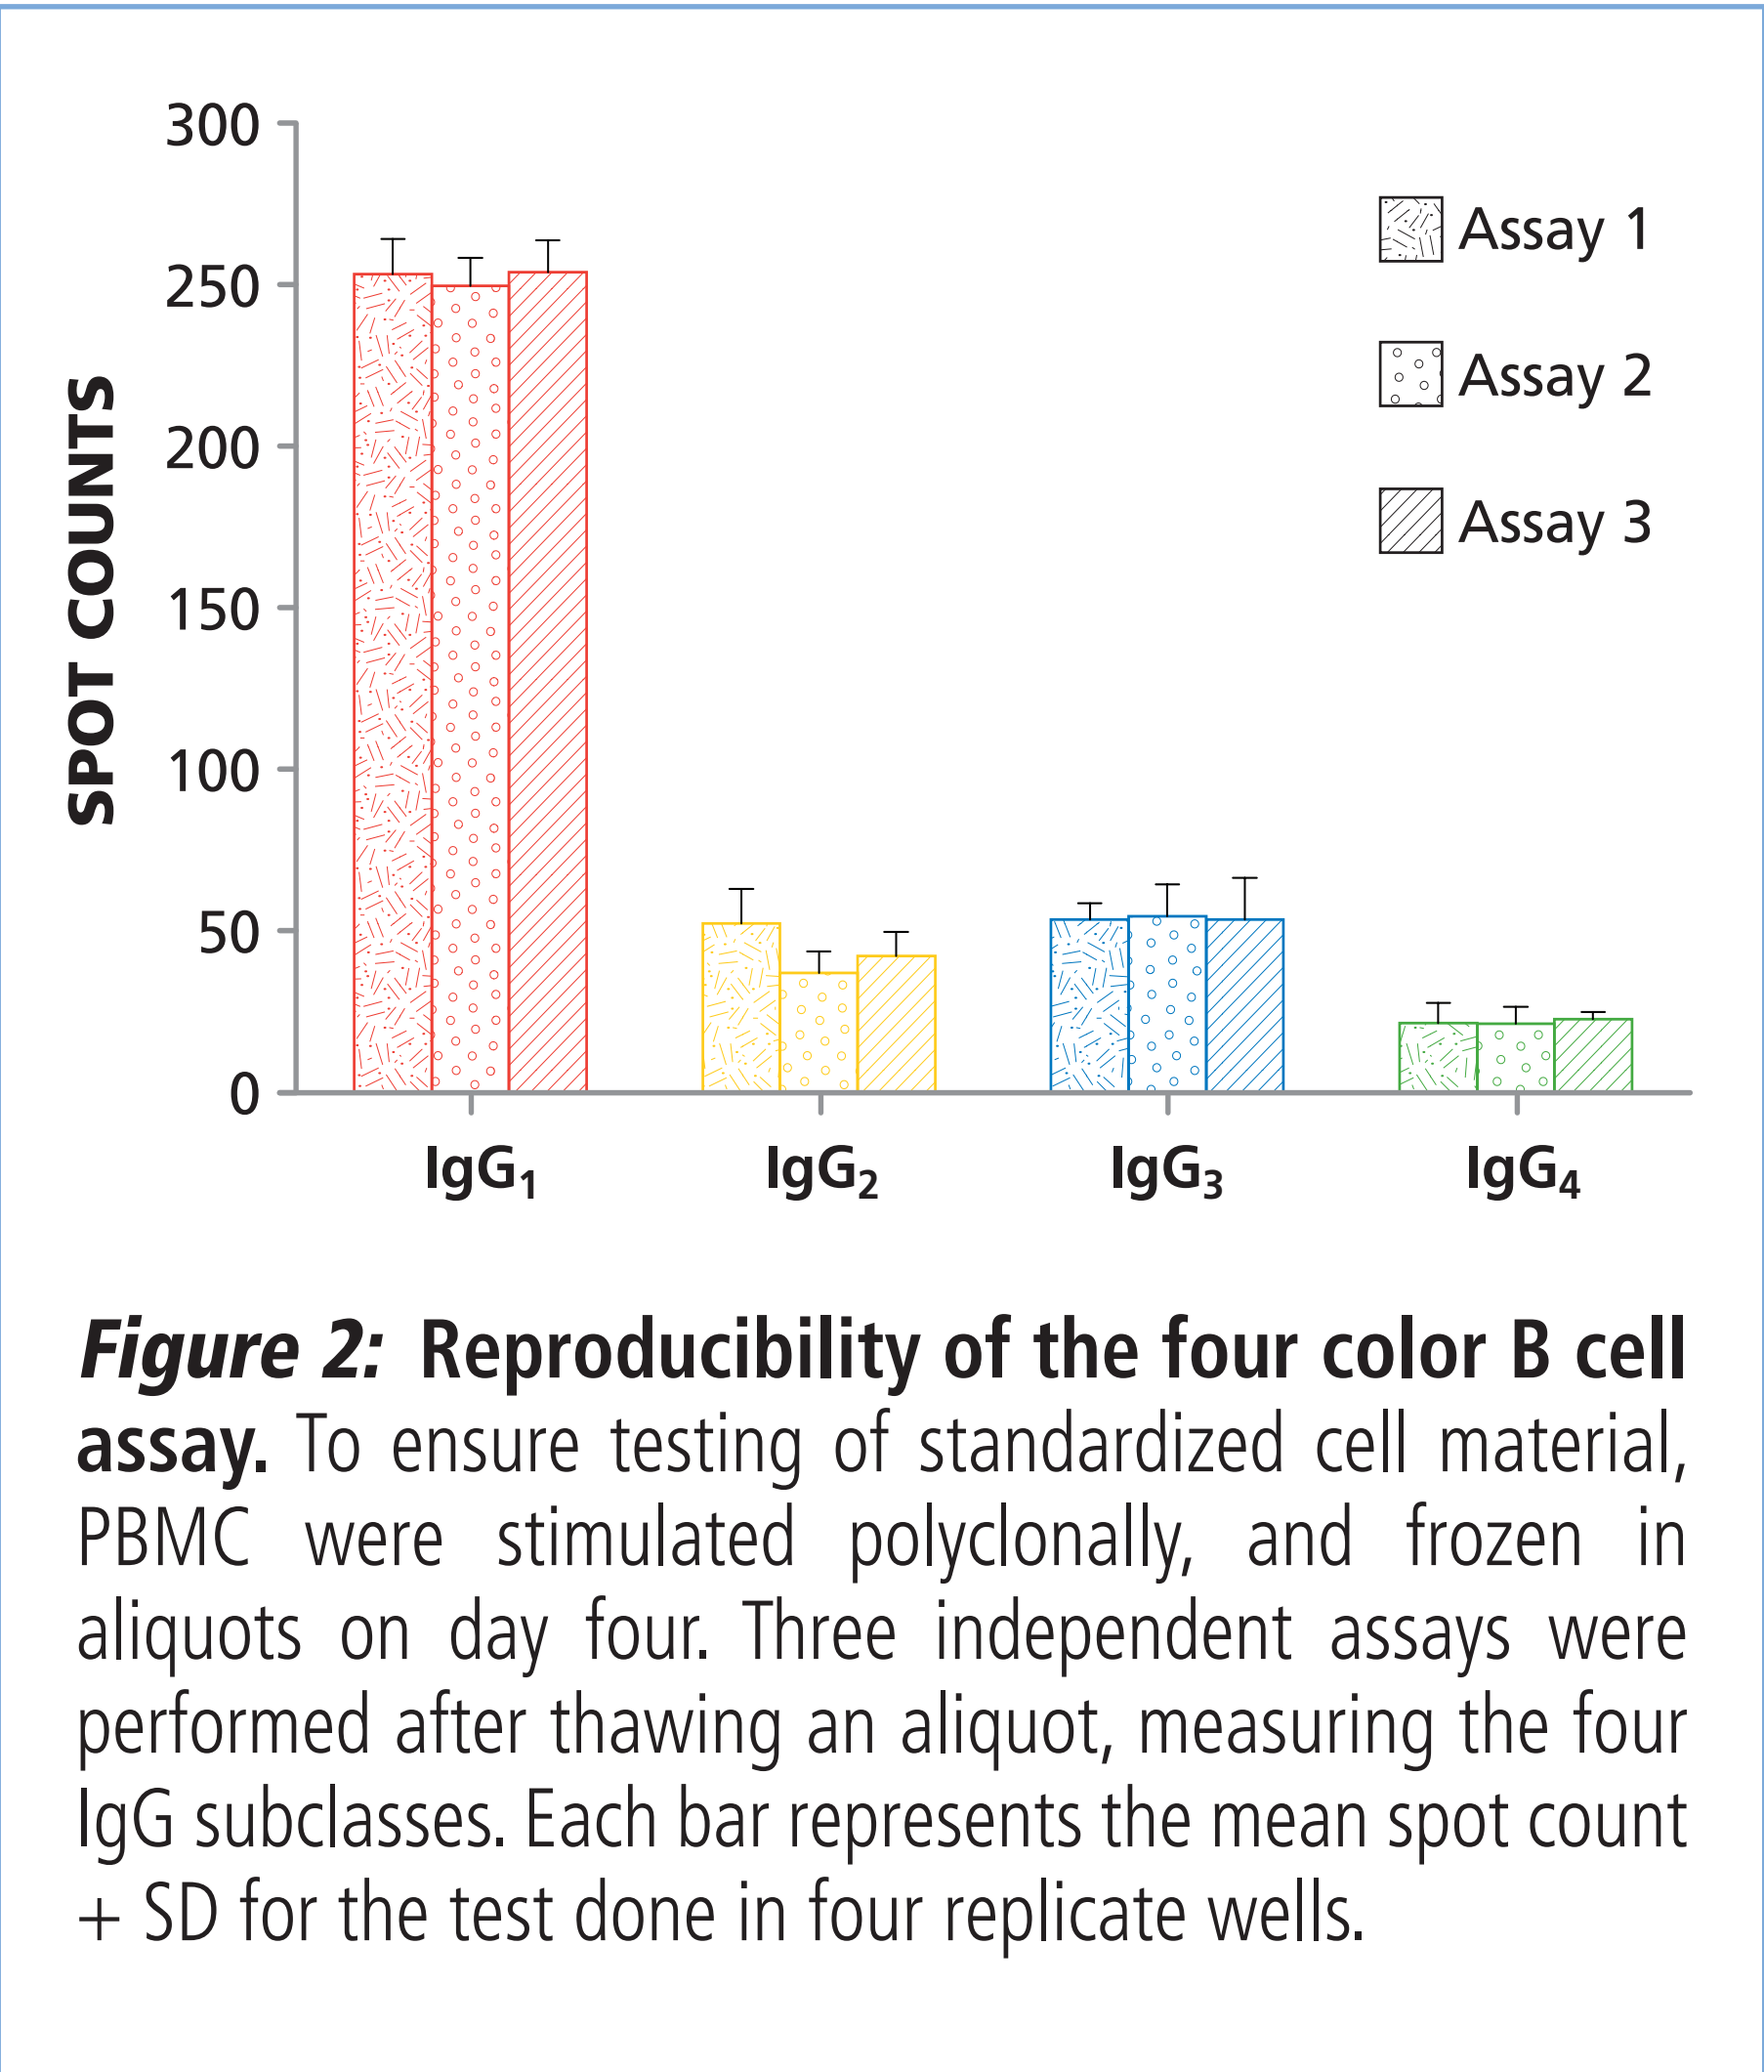 300
250
200
150
100
50
0
SPOT COUNTS
Assay 1
Assay 2
Assay 3
IgG₁
IgG₂
IgG₃
IgG₄
Figure 2: Reproducibility of the four color B cell
assay. To ensure testing of standardized cell material,
PBMC were stimulated polyclonally, and frozen in
aliquots on day four. Three independent assays were
performed after thawing an aliquot, measuring the four
IgG subclasses. Each bar represents the mean spot count
+ SD for the test done in four replicate wells.